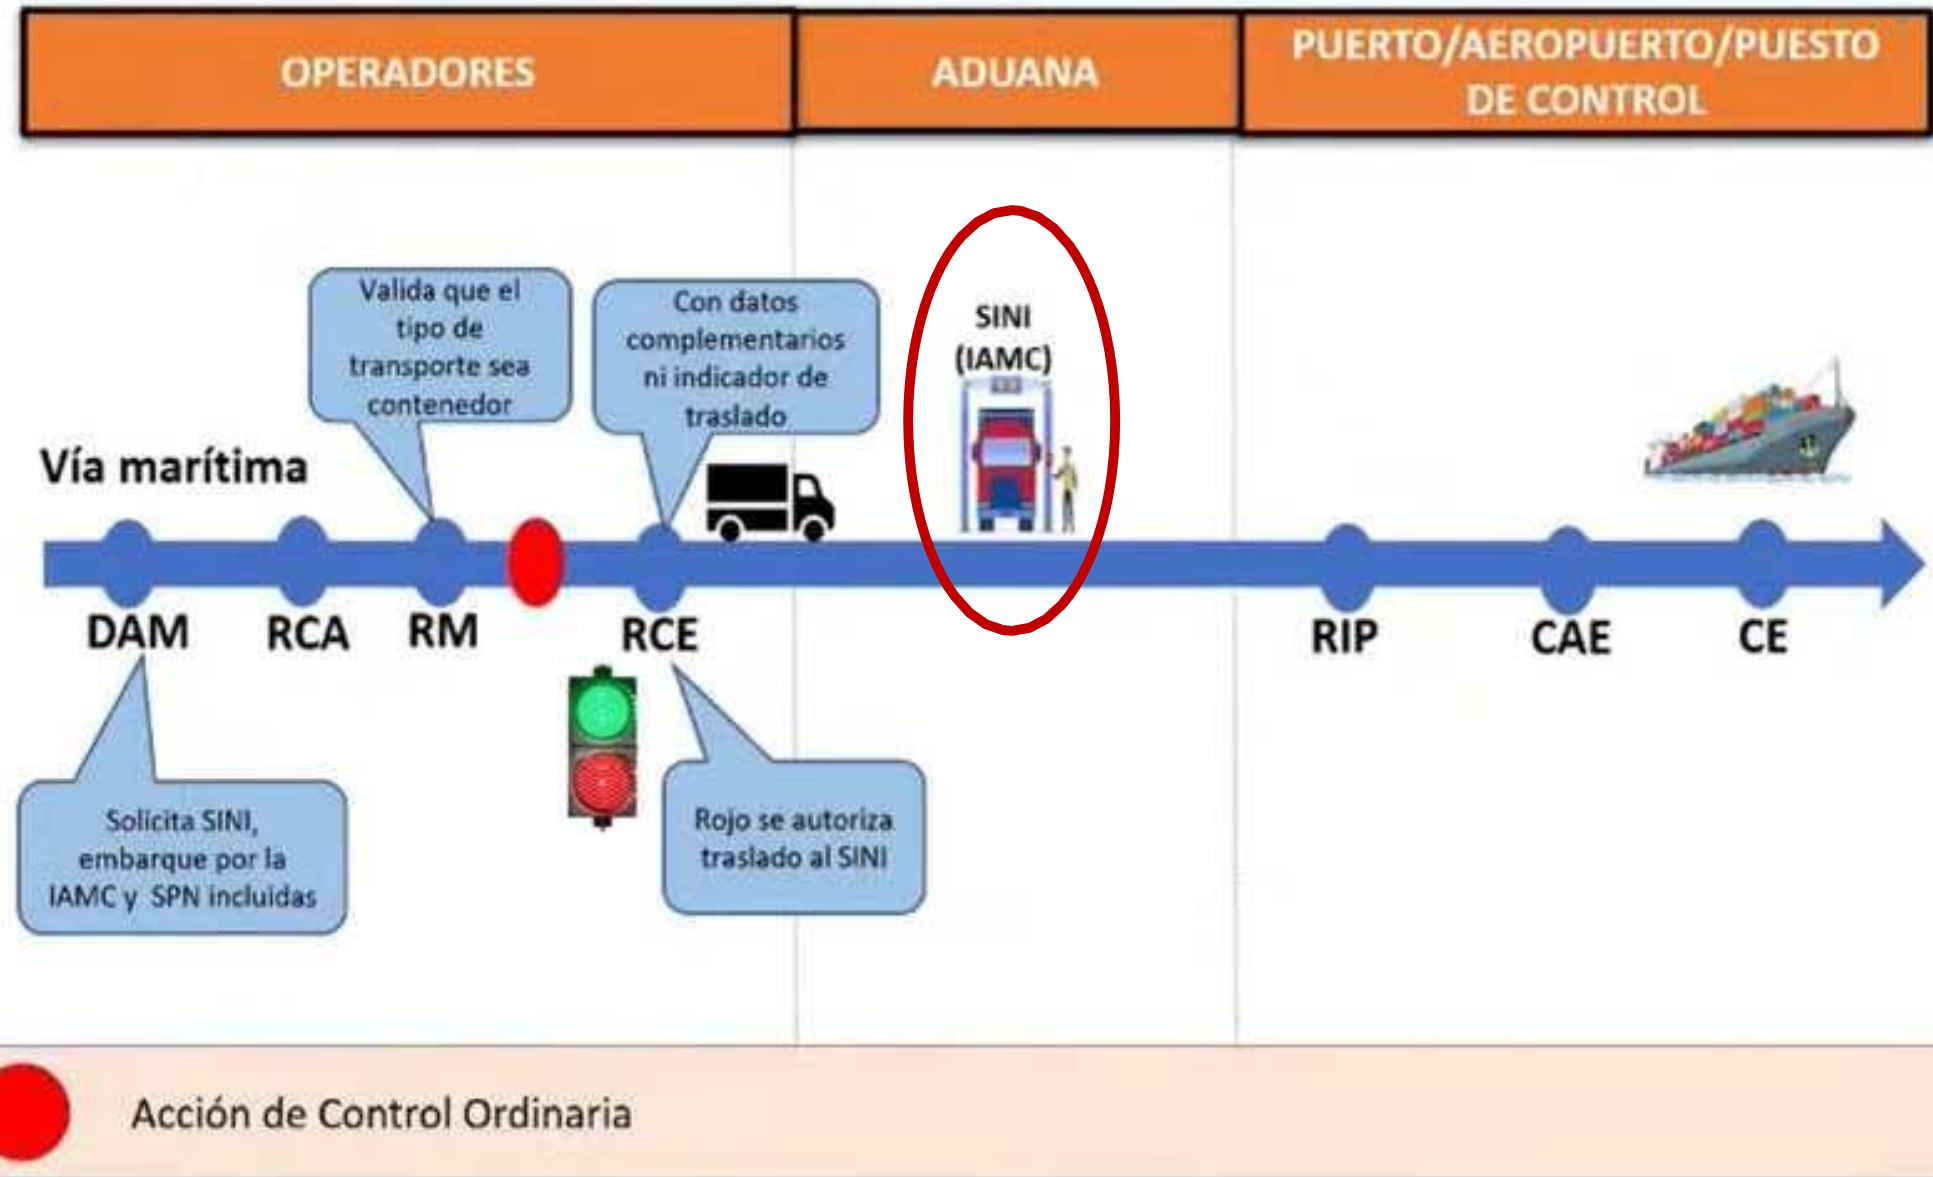 OPERADORES
ADUANA
PUERTO/AEROPUERTO/PUESTO
DE CONTROL
Valida que el
tipo de
transporte sea
contenedor
Con datos
complementarios
ni indicador de
traslado
SINI
(IAMC)
Vía marítima
DAM
RCA
RM
RCE
RIP
CAE
CE
Solicita SINI,
embarque por la
IAMC y SPN incluidas
Rojo se autoriza
traslado al SINI
Acción de Control Ordinaria